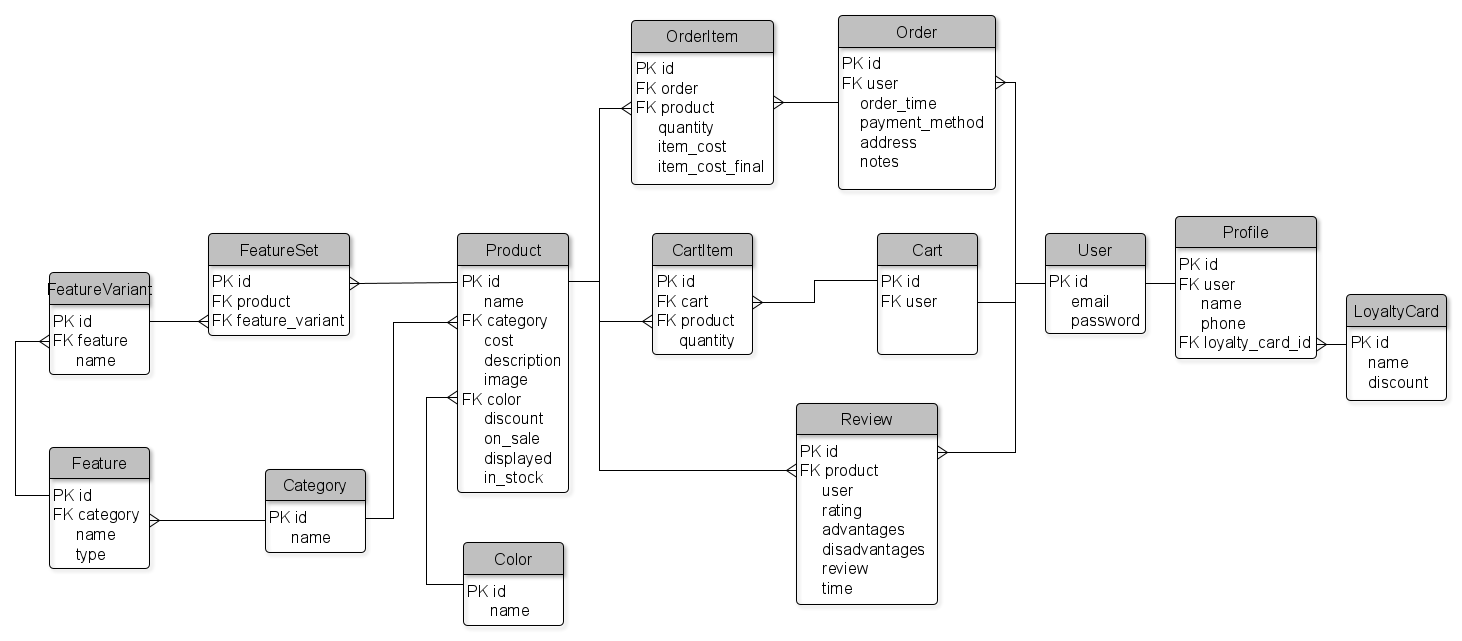 OrderItem
PK id
FK order
FK product
quantity
item_cost
item_cost_final
Order
PK id
FK user
order_time
payment_method
address
notes
FeatureVariant
PK id
FK feature
name
FeatureSet
PK id
FK product
FK feature_variant
Product
PK id
name
FK category
cost
description
image
FK color
discount
on_sale
displayed
in_stock
CartItem
PK id
FK cart
FK product
quantity
Cart
PK id
FK user
User
PK id
email
password
Profile
PK id
FK user
name
phone
FK loyalty_card_id
LoyaltyCard
PK id
name
discount
Feature
PK id
FK category
name
type
Category
PK id
name
Color
PK id
name
Review
PK id
FK product
user
rating
advantages
disadvantages
review
time